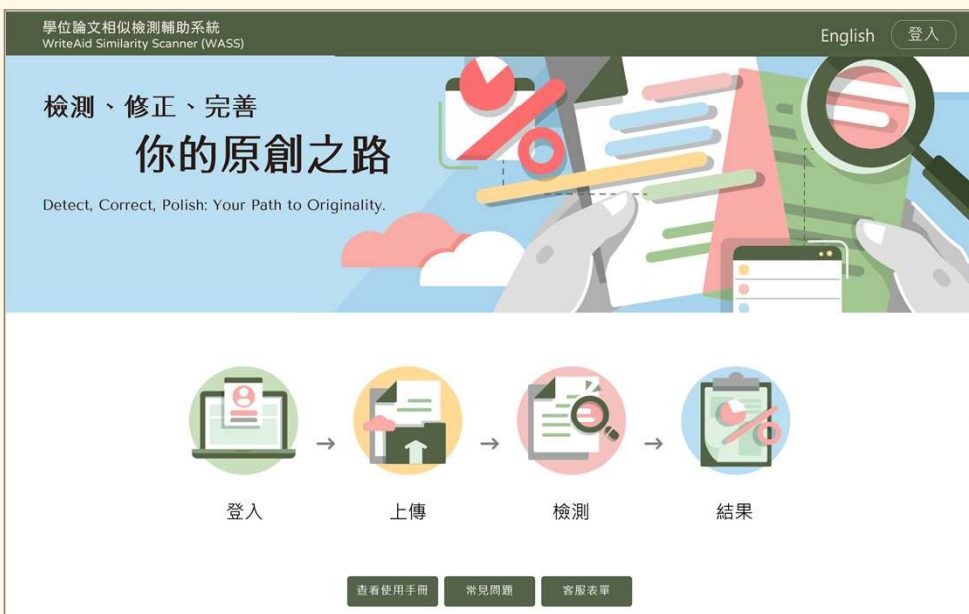 學位論文相似檢測輔助系統
WriteAid Similarity Scanner (WASS)
English
登入
檢測、修正、完善
你的原創之路
Detect, Correct, Polish: Your Path to Originality.
登入
上傳
檢測
結果
查看使用手冊
常見問題
客服表單